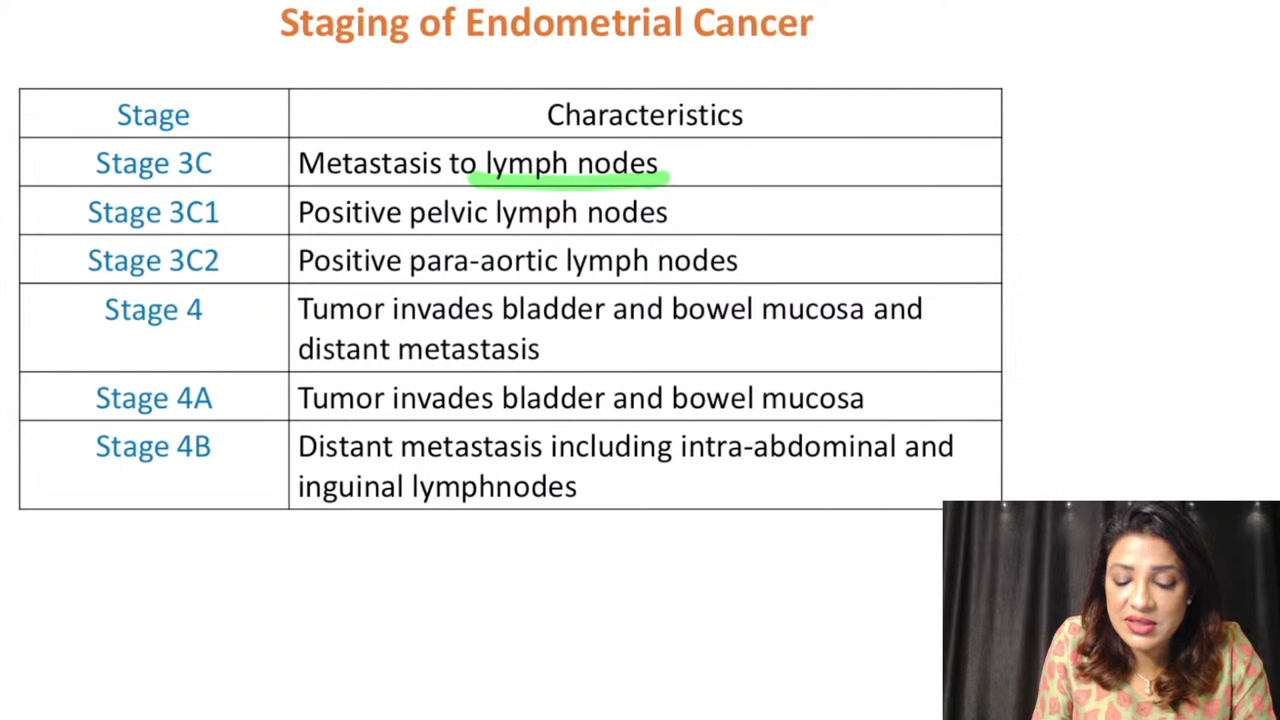 Staging of Endometrial Cancer
Stage Characteristics
Stage 3C Metastasis to lymph nodes
Stage 3C1 Positive pelvic lymph nodes
Stage 3C2 Positive para-aortic lymph nodes
Stage 4 Tumor invades bladder and bowel mucosa and
distant metastasis
Stage 4A Tumor invades bladder and bowel mucosa
Stage 4B Distant metastasis including intra-abdominal and
inguinal lymphnodes